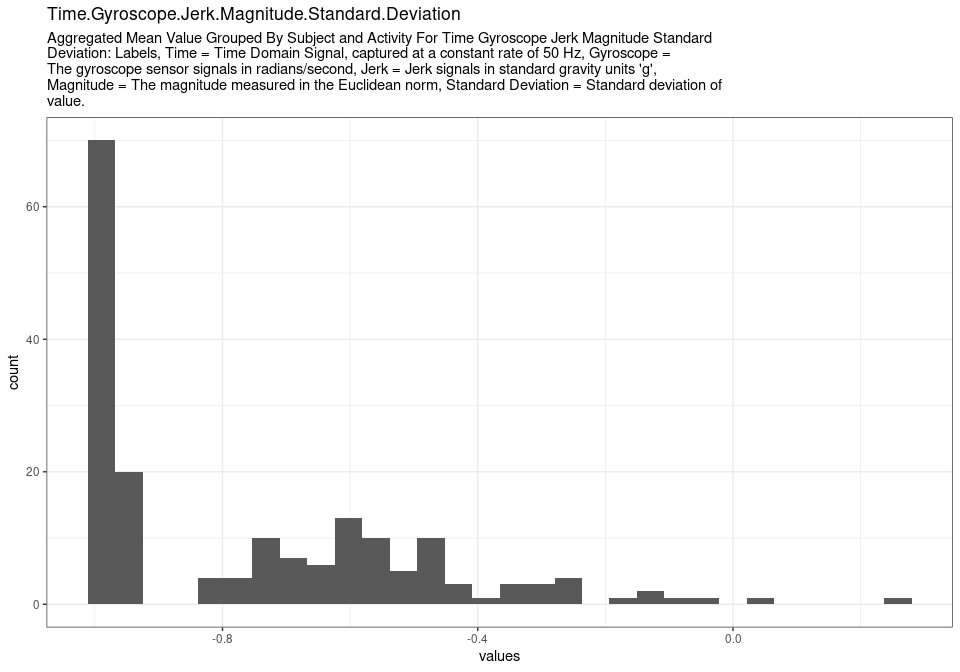 Time.Gyroscope.Jerk.Magnitude.Standard.Deviation
Aggregated Mean Value Grouped By Subject and Activity For Time Gyroscope Jerk Magnitude Standard
Deviation: Labels, Time = Time Domain Signal, captured at a constant rate of 50 Hz, Gyroscope =
The gyroscope sensor signals in radians/second, Jerk = Jerk signals in standard gravity units 'g',
Magnitude = The magnitude measured in the Euclidean norm, Standard Deviation = Standard deviation of
value.
60
40
20
0
count
-0.8
-0.4
0.0
values